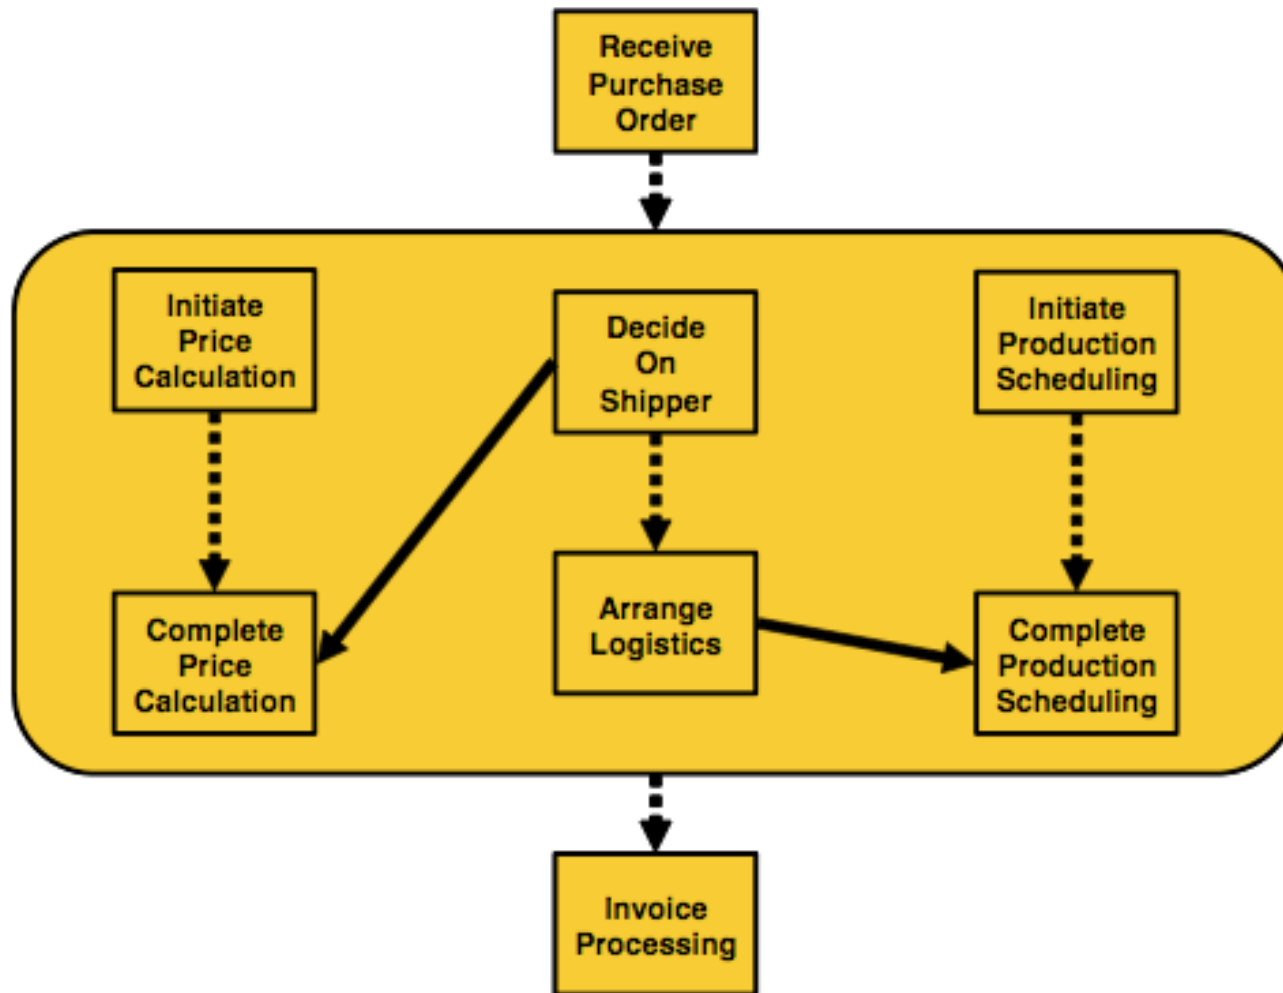 Receive
Purchase
Order
Initiate
Price
Calculation
Decide
On
Shipper
Initiate
Production
Scheduling
Complete
Price
Calculation
Arrange
Logistics
Complete
Production
Scheduling
Invoice
Processing